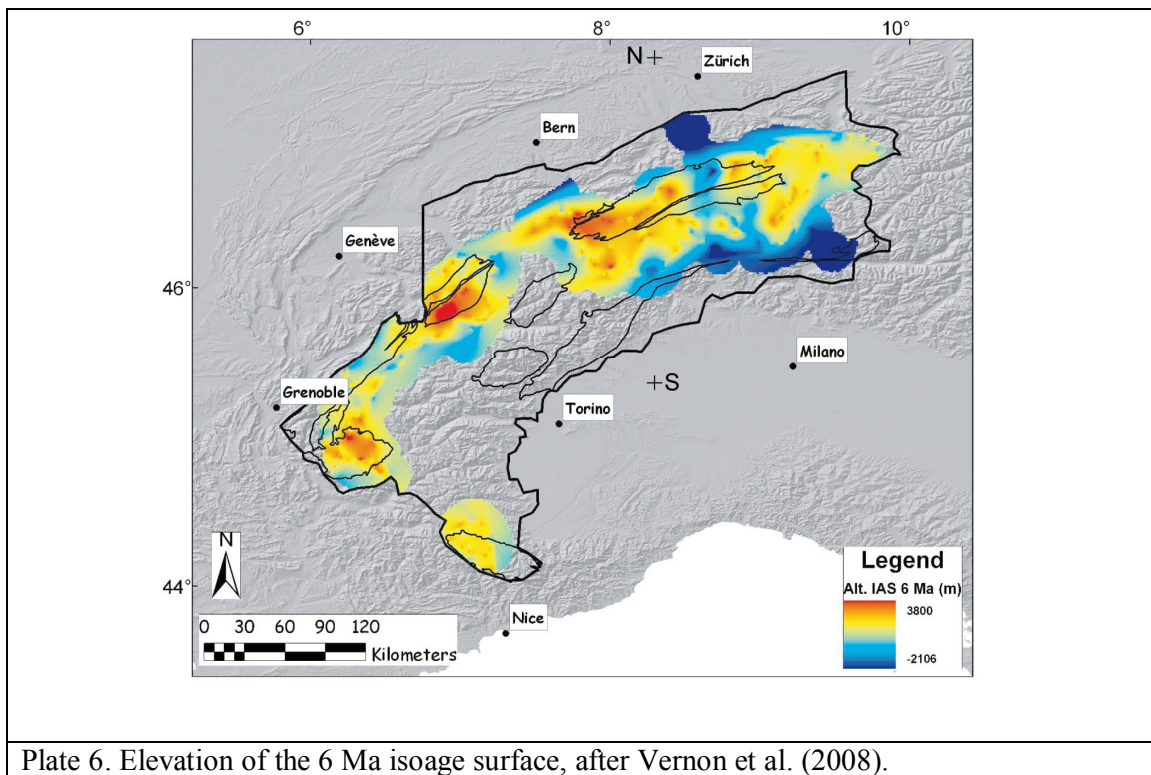 6° 8° 10°
N + Zürich
Bern
Genève
46°
Milano
Grenoble
+S
Torino
N
44°
Nice
Legend
Alt. IAS 6 Ma (m)
3800
-2106
0 30 60 90 120
Kilometers
Plate 6. Elevation of the 6 Ma isoage surface, after Vernon et al. (2008).